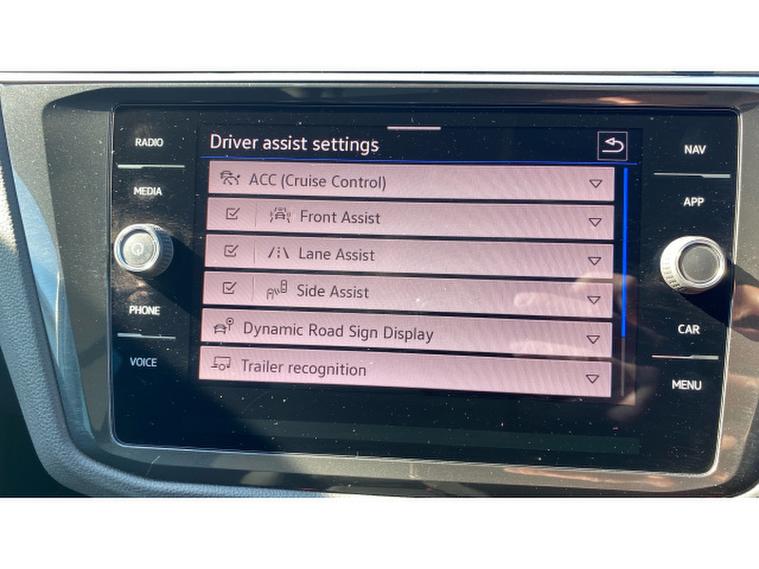 RADIO
MEDIA
PHONE
VOICE
Driver assist settings
ACC (Cruise Control)
Front Assist
Lane Assist
Side Assist
Dynamic Road Sign Display
Trailer recognition
NAV
APP
CAR
MENU